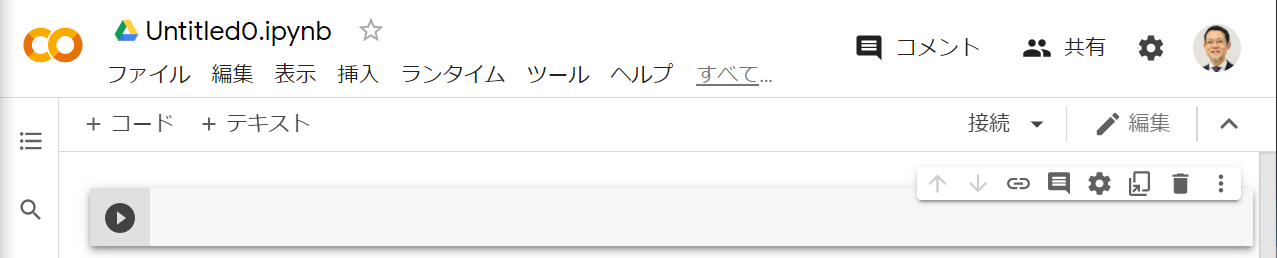 Untitled0.ipynb
コメント 共有
ファイル 編集 表示 挿入 ランタイム ツール ヘルプ すべて...
+ コード + テキスト 接続 編集